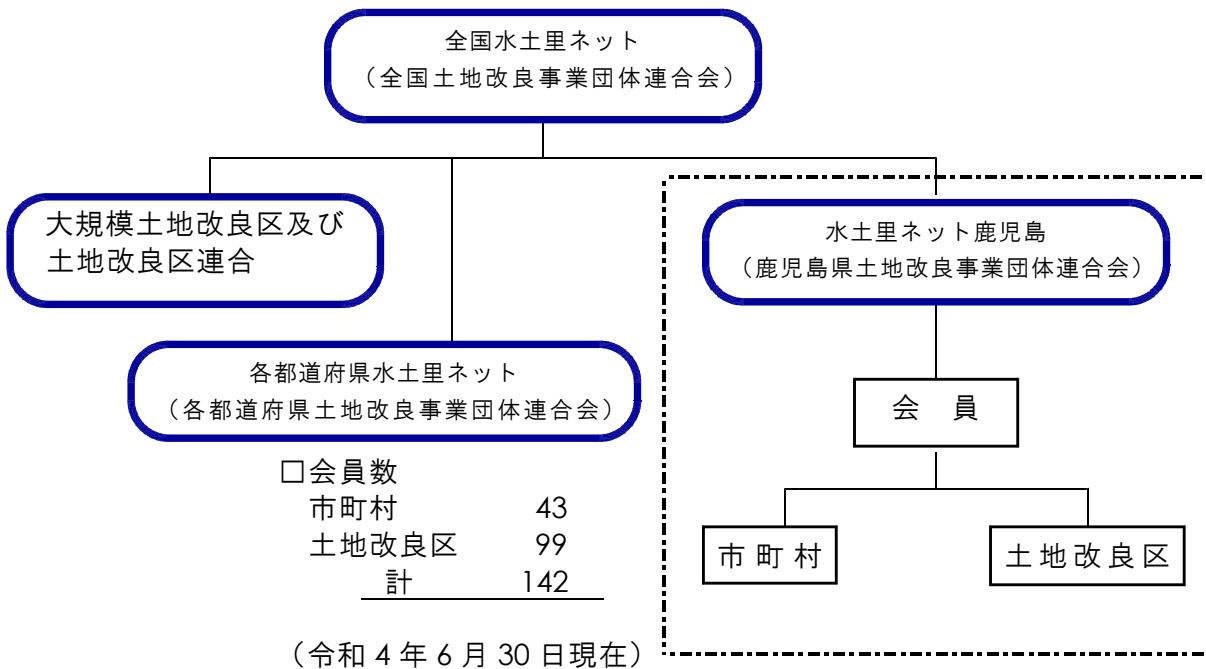 全国水土里ネット
（全国土地改良事業団体連合会）
大規模土地改良区及び
土地改良区連合
水土里ネット鹿児島
（鹿児島県土地改良事業団体連合会）
各都道府県水土里ネット
（各都道府県土地改良事業団体連合会）
会　員
□会員数
市町村 43
土地改良区 99
計 142
市町村
土地改良区
（令和4年6月30日現在）